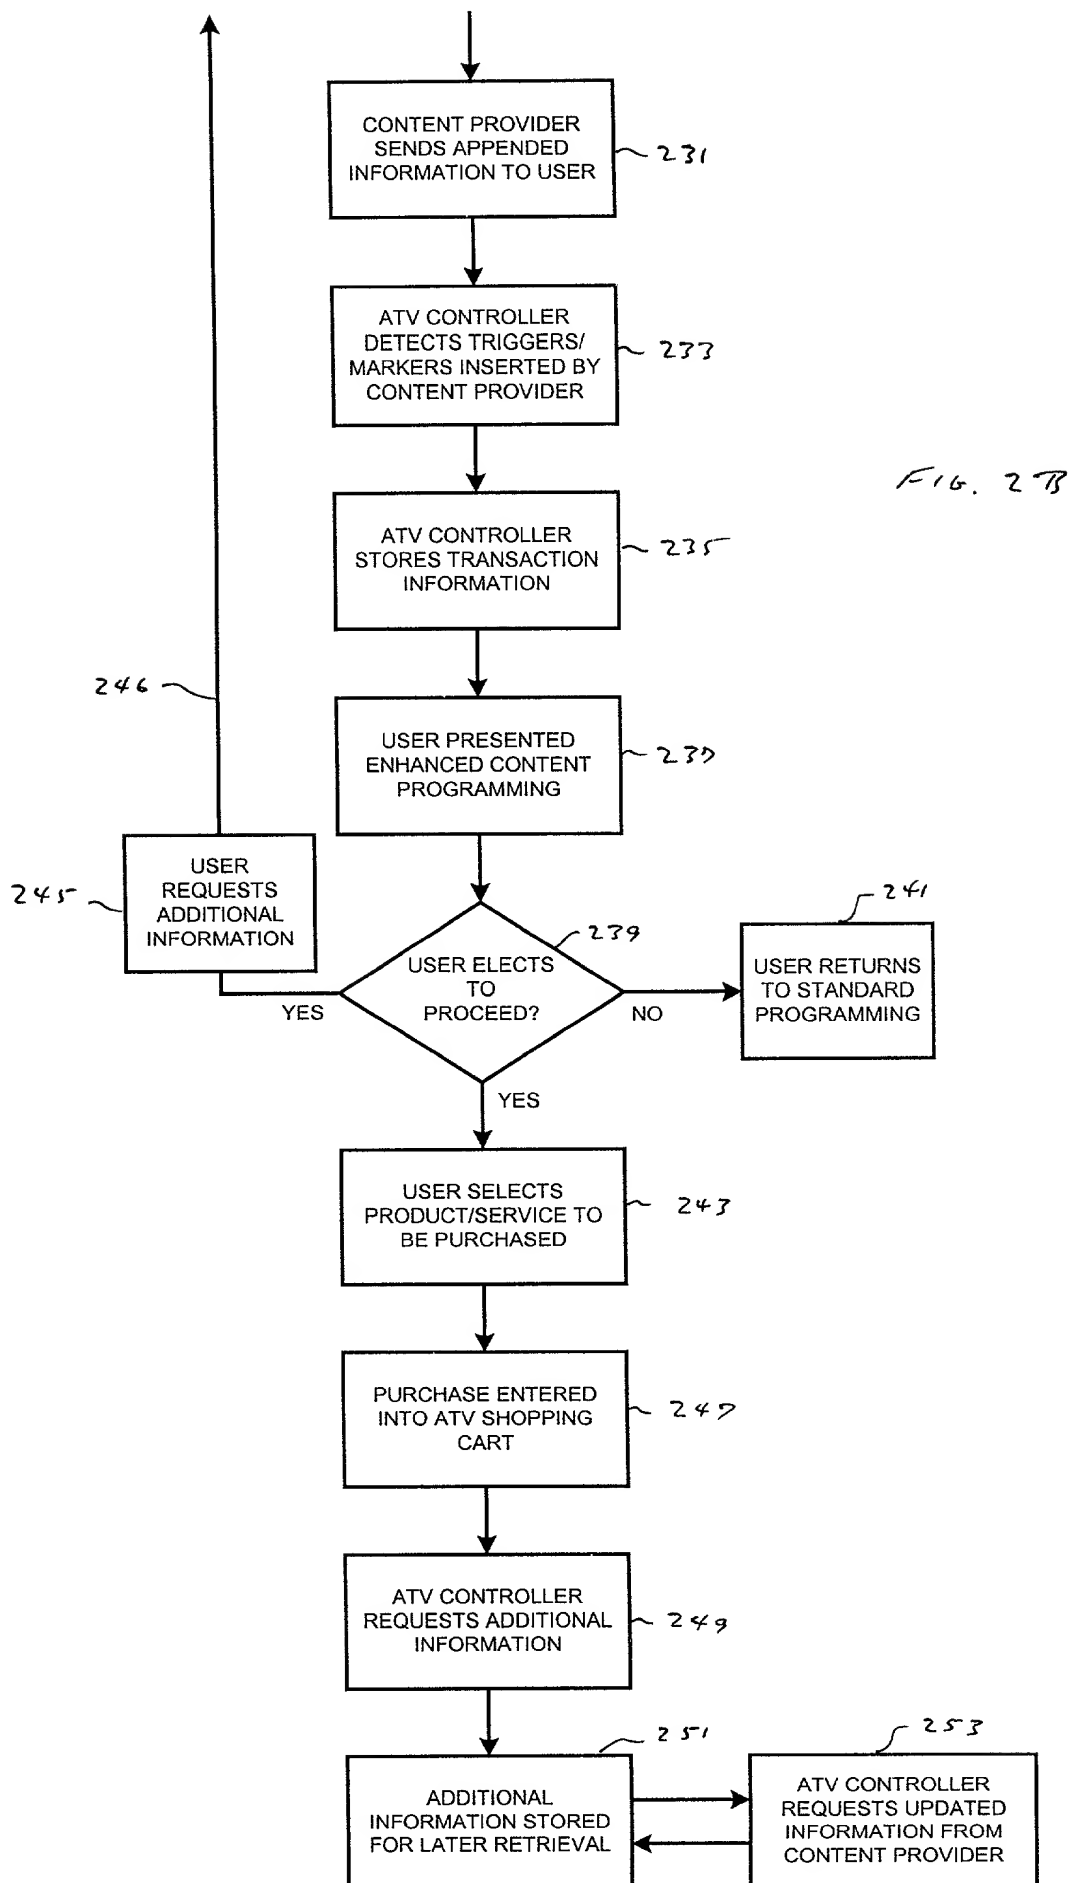 CONTENT PROVIDER
SENDS APPENDED
INFORMATION TO USER
231
ATV CONTROLLER
DETECTS TRIGGERS/
MARKERS INSERTED BY
CONTENT PROVIDER
233
FIG. 2B
ATV CONTROLLER
STORES TRANSACTION
INFORMATION
235
246
USER PRESENTED
ENHANCED CONTENT
PROGRAMMING
237
USER
REQUESTS
ADDITIONAL
INFORMATION
245
239
USER ELECTS
TO
PROCEED?
YES
NO
241
USER RETURNS
TO STANDARD
PROGRAMMING
YES
USER SELECTS
PRODUCT/SERVICE TO
BE PURCHASED
243
PURCHASE ENTERED
INTO ATV SHOPPING
CART
247
ATV CONTROLLER
REQUESTS ADDITIONAL
INFORMATION
249
251
ADDITIONAL
INFORMATION STORED
FOR LATER RETRIEVAL
253
ATV CONTROLLER
REQUESTS UPDATED
INFORMATION FROM
CONTENT PROVIDER